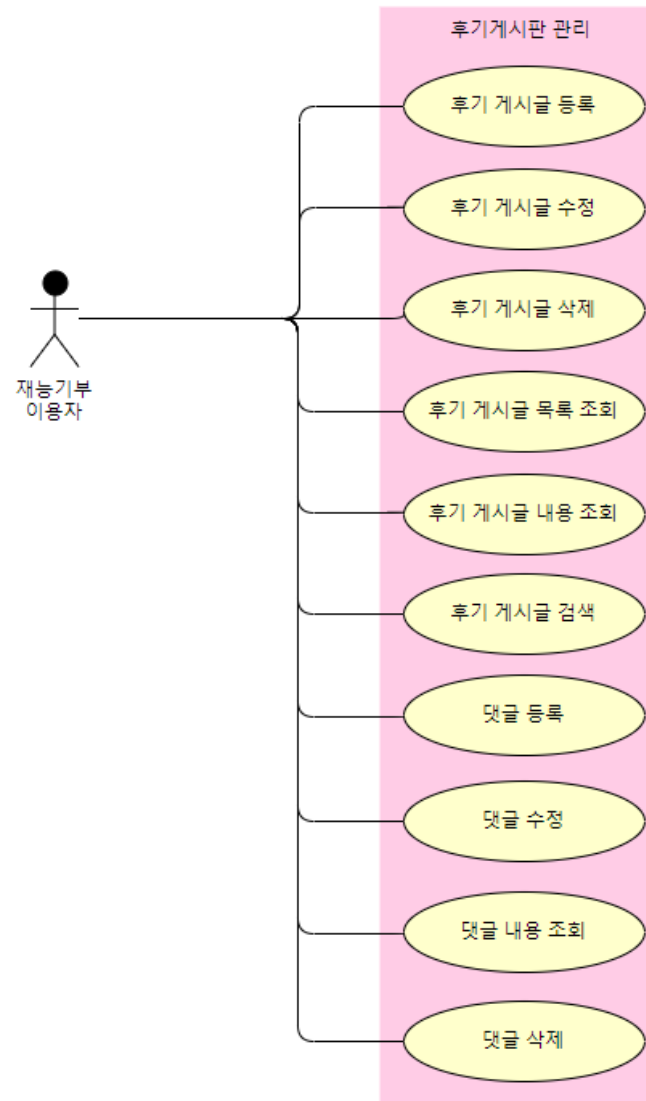 후기게시판 관리
후기 게시글 등록
후기 게시글 수정
후기 게시글 삭제
재능기부
이용자
후기 게시글 목록 조회
후기 게시글 내용 조회
후기 게시글 검색
댓글 등록
댓글 수정
댓글 내용 조회
댓글 삭제